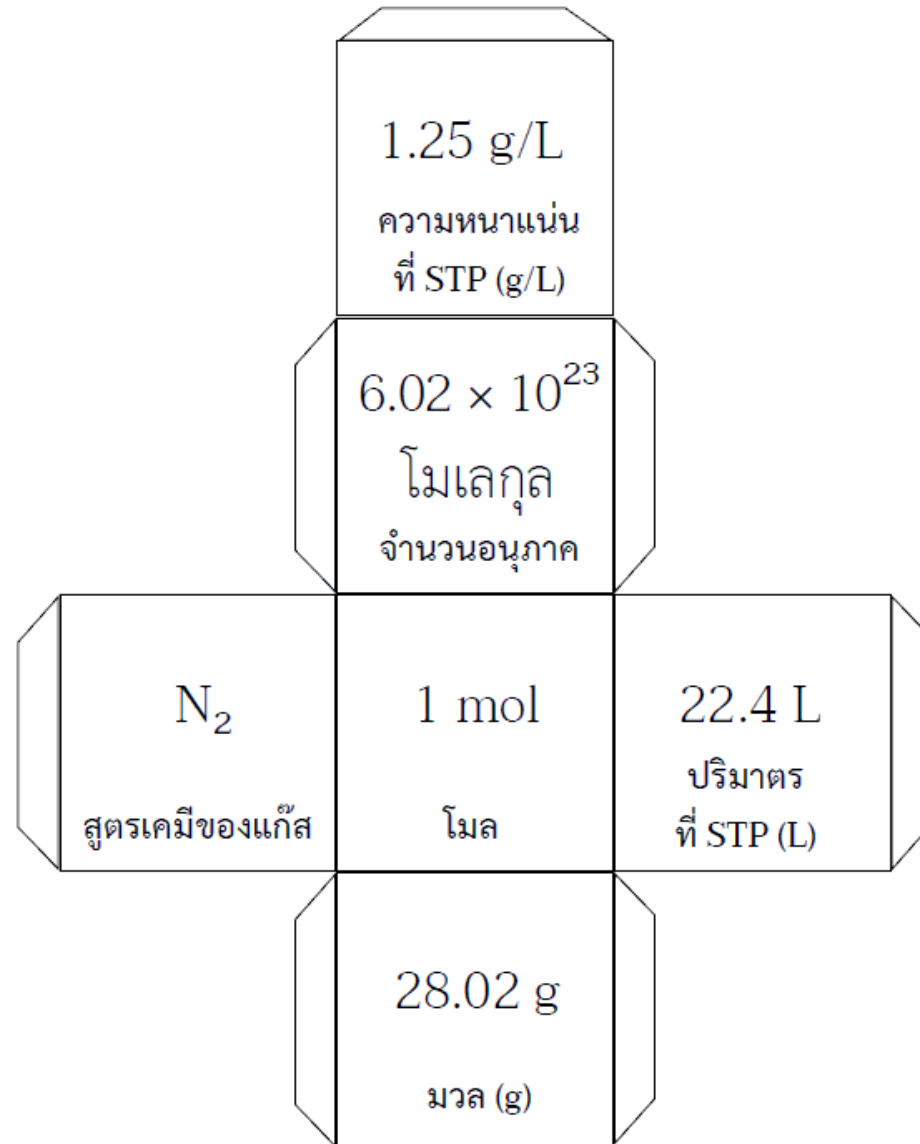 1.25 g/L
ความหนาแน่น
ที่ STP (g/L)
6.02 × 10²³
โมเลกุล
จำนวนอนุภาค
N₂
สูตรเคมีของแก๊ส
1 mol
โมล
22.4 L
ปริมาตร
ที่ STP (L)
28.02 g
มวล (g)